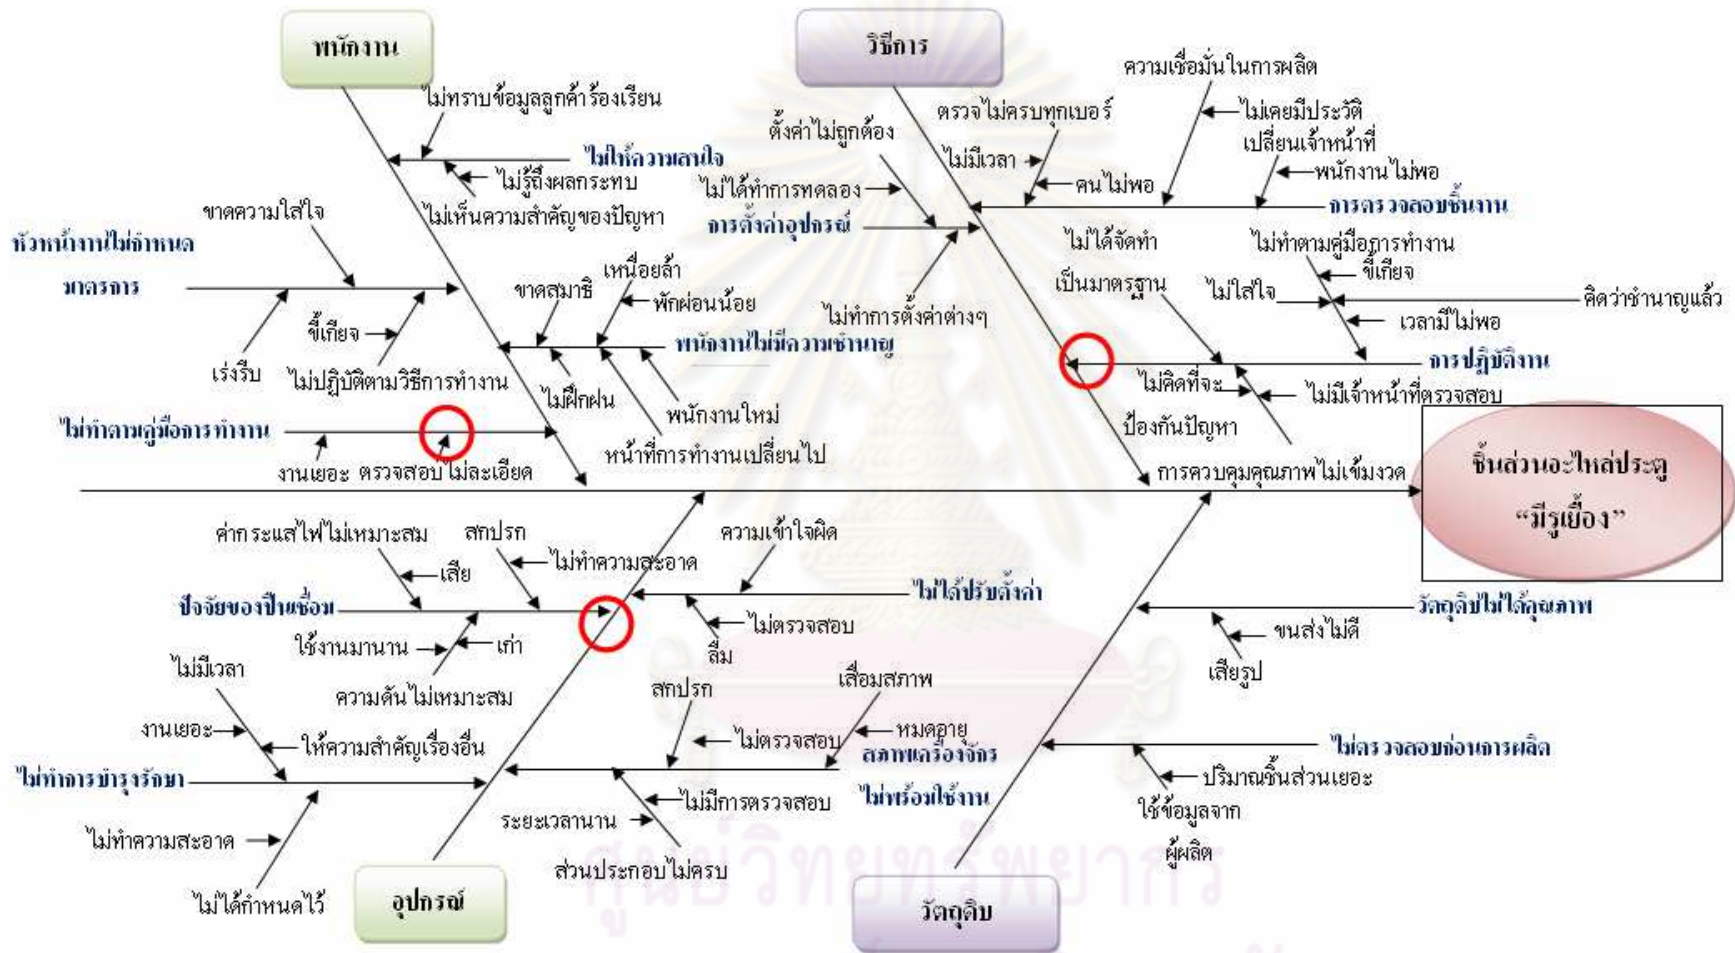 พนักงาน
วิธีการ
ไม่ทราบข้อมูลลูกค้าร้องเรียน
ไม่ให้ความสนใจ
ไม่รู้ถึงผลกระทบ
ไม่เห็นความสำคัญของปัญหา
ขาดความใส่ใจ
หัวหน้างานไม่กำหนด
มาตรการ
เร่งรีบ
ขี้เกียจ
ไม่ปฏิบัติตามวิธีการทำงาน
ขาดสมาธิ
เหนื่อยล้า
พักผ่อนน้อย
พนักงานไม่มีความชำนาญ
ไม่ฝึกฝน
พนักงานใหม่
หน้าที่การทำงานเปลี่ยนไป
ไม่ทำตามคู่มือการทำงาน
งานเยอะ
ตรวจสอบไม่ละเอียด
ความเชื่อมั่นในการผลิต
ไม่เคยมีประวัติ
ตรวจไม่ครบทุกเบอร์
ไม่มีเวลา
คนไม่พอ
เปลี่ยนเจ้าหน้าที่
พนักงานไม่พอ
การตรวจสอบชิ้นงาน
ตั้งค่าไม่ถูกต้อง
ไม่ได้ทำการทดลอง
การตั้งค่าอุปกรณ์
ไม่ทำการตั้งค่าต่างๆ
ไม่ได้จัดทำ
เป็นมาตรฐาน
ไม่ทำตามคู่มือการทำงาน
ขี้เกียจ
ไม่ใส่ใจ
คิดว่าชำนาญแล้ว
เวลามีไม่พอ
การปฏิบัติงาน
ไม่คิดที่จะ
ป้องกันปัญหา
ไม่มีเจ้าหน้าที่ตรวจสอบ
การควบคุมคุณภาพไม่เข้มงวด
ชิ้นส่วนอะไหล่ประตู
“มีรูเยื้อง”
ค่ากระแสไฟไม่เหมาะสม
เสีย
สกปรก
ไม่ทำความสะอาด
ปัจจัยของปืนเชื่อม
ใช้งานมานาน
เก่า
ความดันไม่เหมาะสม
ความเข้าใจผิด
ไม่ได้ปรับตั้งค่า
ไม่ตรวจสอบ
ลืม
ไม่มีเวลา
งานเยอะ
ให้ความสำคัญเรื่องอื่น
ไม่ทำการบำรุงรักษา
ไม่ทำความสะอาด
ไม่ได้กำหนดไว้
สกปรก
ไม่ตรวจสอบ
เสื่อมสภาพ
หมดอายุ
สภาพเครื่องจักร
ไม่พร้อมใช้งาน
ไม่มีการตรวจสอบ
ระยะเวลานาน
ส่วนประกอบไม่ครบ
วัตถุดิบไม่ได้คุณภาพ
ขนส่งไม่ดี
เสียรูป
ไม่ตรวจสอบก่อนการผลิต
ปริมาณชิ้นส่วนเยอะ
ใช้ข้อมูลจาก
ผู้ผลิต
อุปกรณ์
วัตถุดิบ
ศูนย์วิทยทรัพยากร